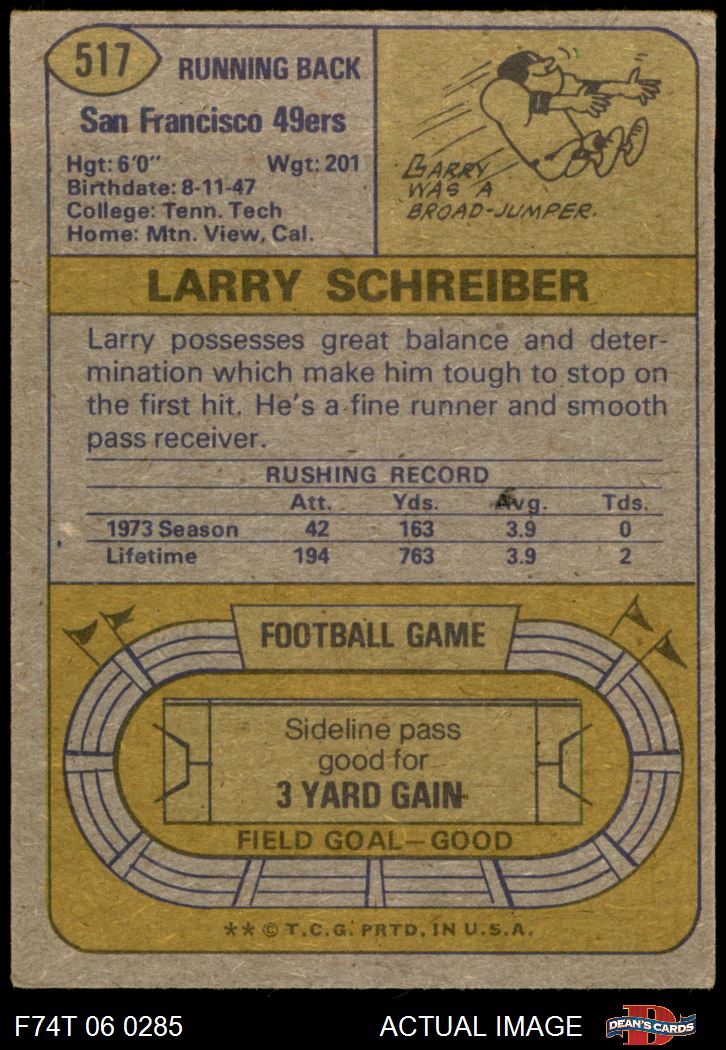 517
RUNNING BACK
San Francisco 49ers
Hgt: 6'0" Wgt: 201
Birthdate: 8-11-47
College: Tenn. Tech
Home: Mtn. View, Cal.
LARRY
WAS A
BROAD-JUMPER.
LARRY SCHREIBER
Larry possesses great balance and deter-
mination which make him tough to stop on
the first hit. He's a fine runner and smooth
pass receiver.
RUSHING RECORD
Att. Yds. Avg. Tds.
1973 Season 42 163 3.9 0
Lifetime 194 763 3.9 2
FOOTBALL GAME
Sideline pass
good for
3 YARD GAIN
FIELD GOAL—GOOD
** © T.C.G. PRTD. IN U.S.A.
F74T 06 0285 ACTUAL IMAGE D DEAN'S CARDS